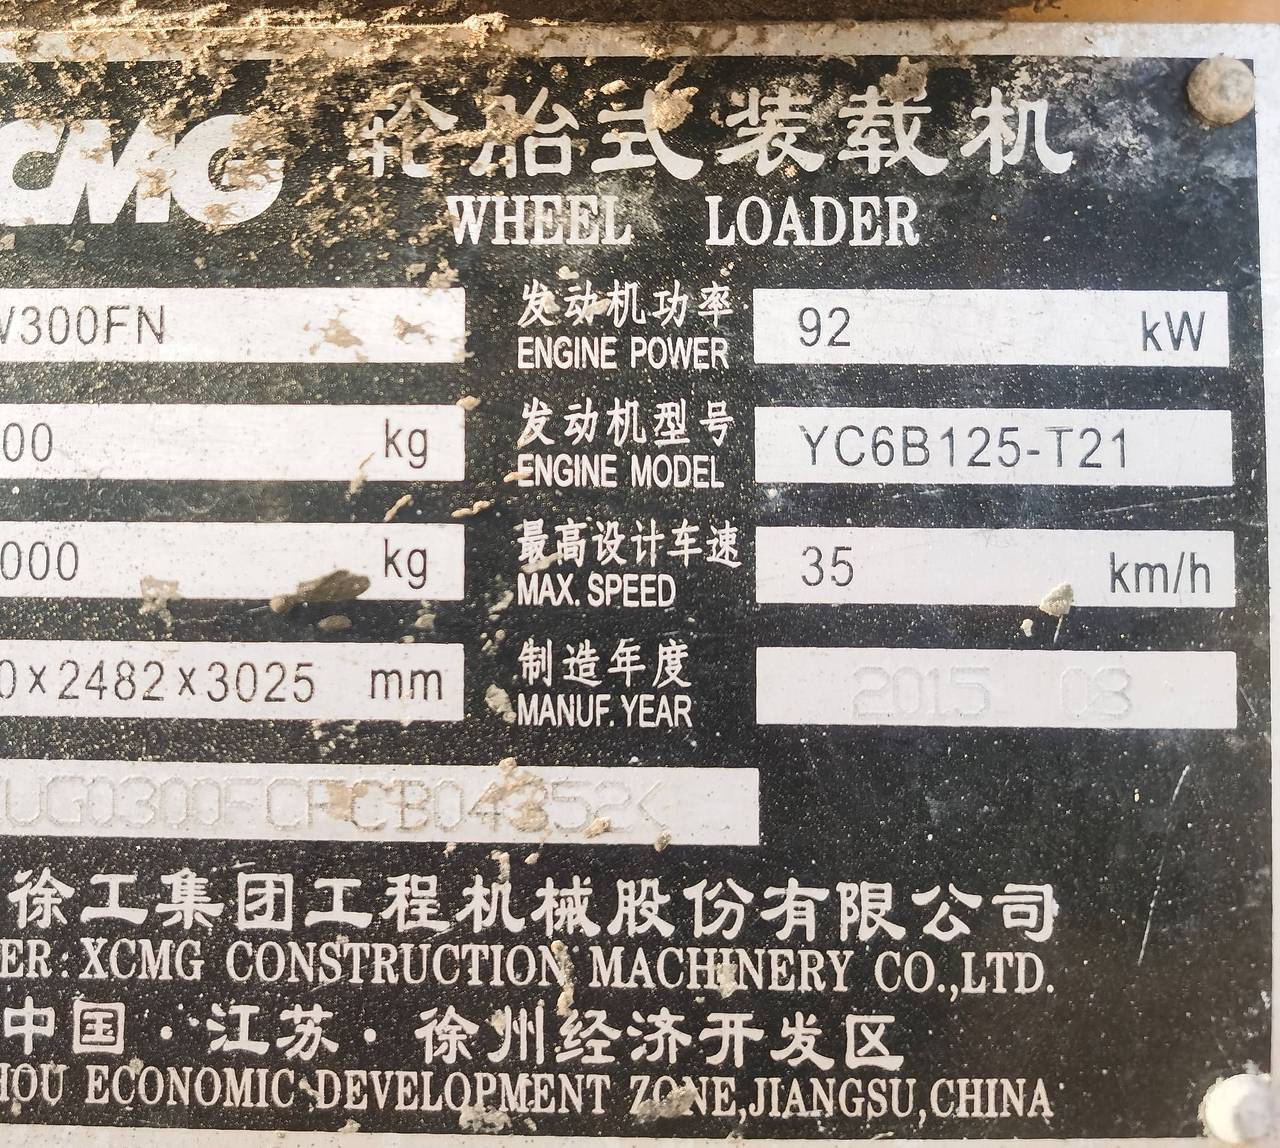 CMG 轮胎式装载机
WHEEL LOADER
W300FN
发动机功率
ENGINE POWER
92 kW
00 kg
发动机型号
ENGINE MODEL
YC6B125-T21
000 kg
最高设计车速
MAX. SPEED
35 km/h
0×2482×3025 mm
制造年度
MANUF. YEAR
2015 08
徐工集团工程机械股份有限公司
ER: XCMG CONSTRUCTION MACHINERY CO.,LTD.
中国·江苏·徐州经济开发区
HOU ECONOMIC DEVELOPMENT ZONE,JIANGSU,CHINA